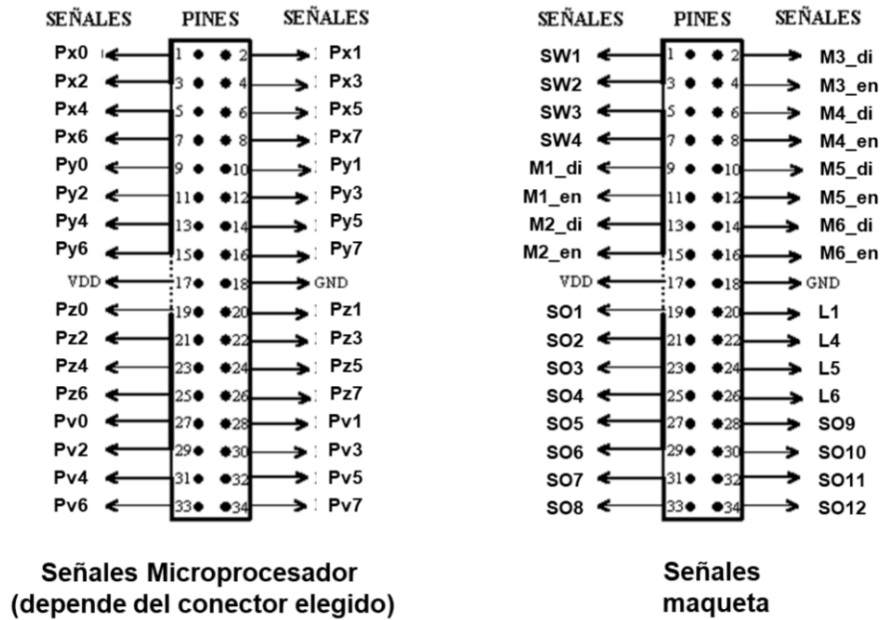 SEÑALES PINES SEÑALES SEÑALES PINES SEÑALES
Px0 1 2 Px1 SW1 1 2 M3_di
Px2 3 4 Px3 SW2 3 4 M3_en
Px4 5 6 Px5 SW3 5 6 M4_di
Px6 7 8 Px7 SW4 7 8 M4_en
Py0 9 10 Py1 M1_di 9 10 M5_di
Py2 11 12 Py3 M1_en 11 12 M5_en
Py4 13 14 Py5 M2_di 13 14 M6_di
Py6 15 16 Py7 M2_en 15 16 M6_en
VDD 17 18 GND VDD 17 18 GND
Pz0 19 20 Pz1 SO1 19 20 L1
Pz2 21 22 Pz3 SO2 21 22 L4
Pz4 23 24 Pz5 SO3 23 24 L5
Pz6 25 26 Pz7 SO4 25 26 L6
Pv0 27 28 Pv1 SO5 27 28 SO9
Pv2 29 30 Pv3 SO6 29 30 SO10
Pv4 31 32 Pv5 SO7 31 32 SO11
Pv6 33 34 Pv7 SO8 33 34 SO12
Señales Microprocesador Señales
(depende del conector elegido) maqueta